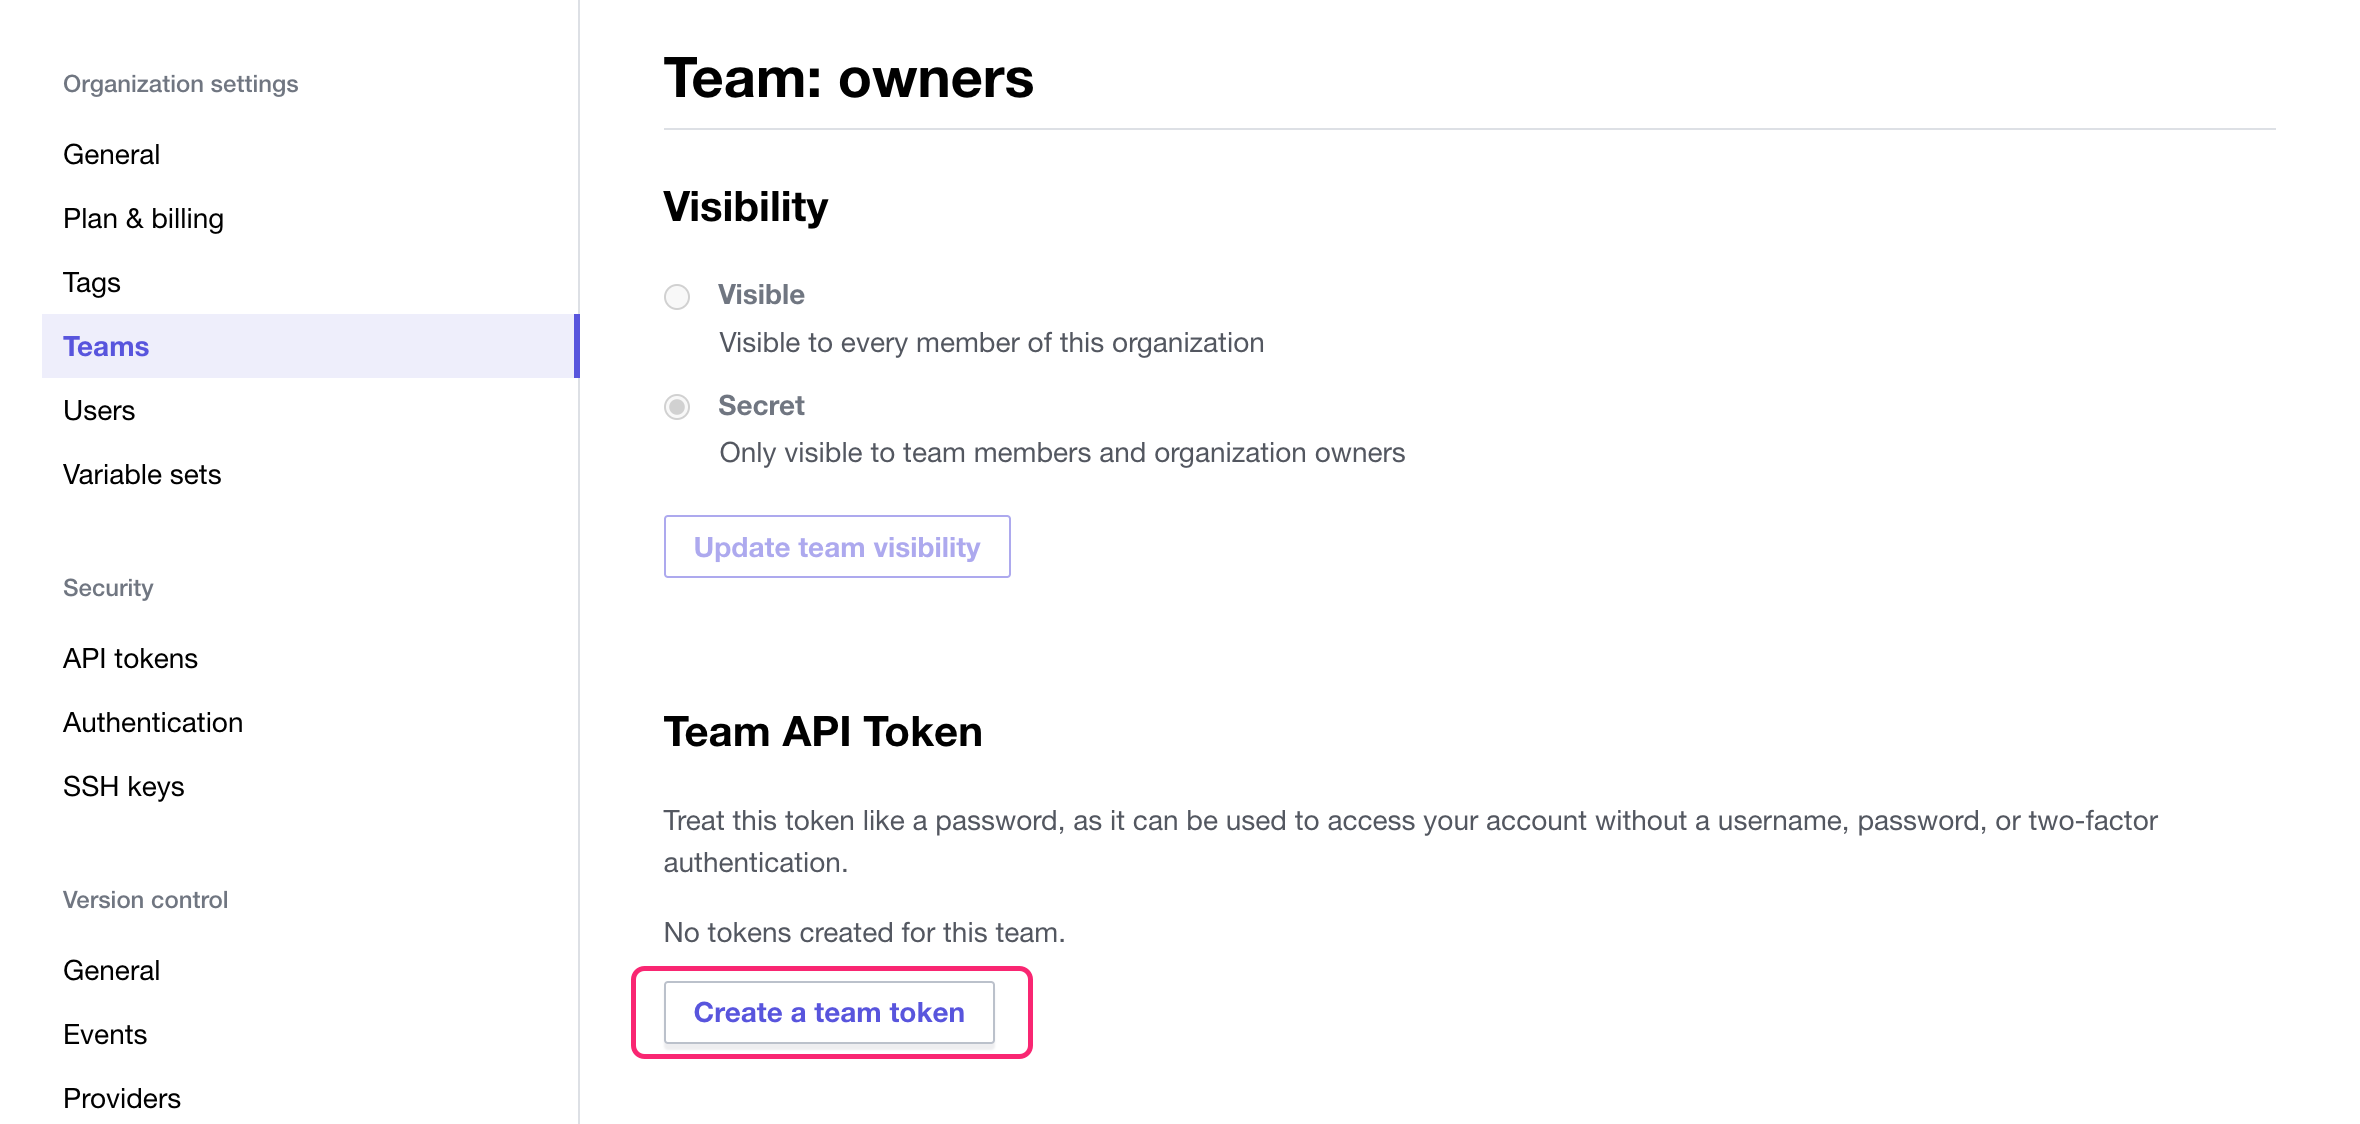 Organization settings
General
Plan & billing
Tags
Teams
Users
Variable sets
Security
API tokens
Authentication
SSH keys
Version control
General
Events
Providers
Team: owners
Visibility
Visible
Visible to every member of this organization
Secret
Only visible to team members and organization owners
Update team visibility
Team API Token
Treat this token like a password, as it can be used to access your account without a username, password, or two-factor
authentication.
No tokens created for this team.
Create a team token